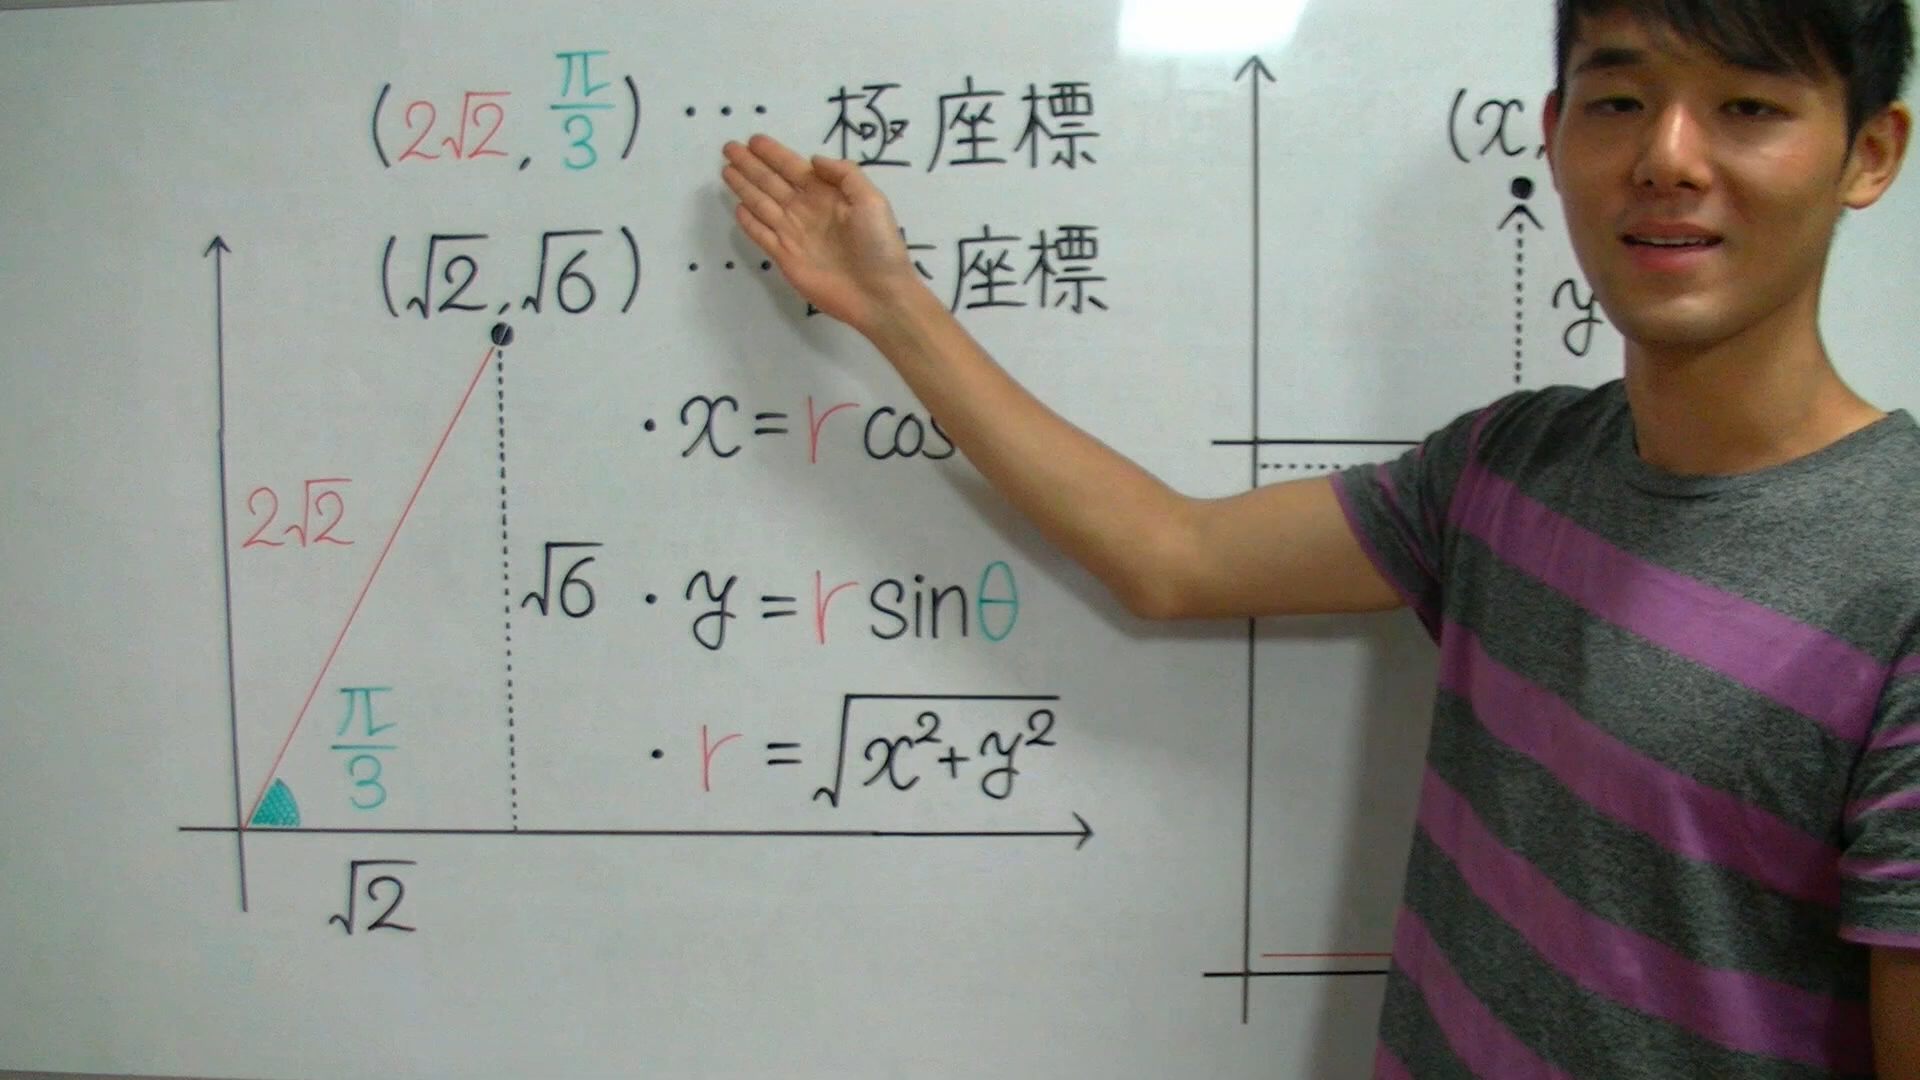 (2√2, π/3) ··· 極座標
(√2, √6) ··· 座標
· x = r cos
2√2
√6
· y = r sinθ
π/3
· r = √(x²+y²)
√2
(x,
y